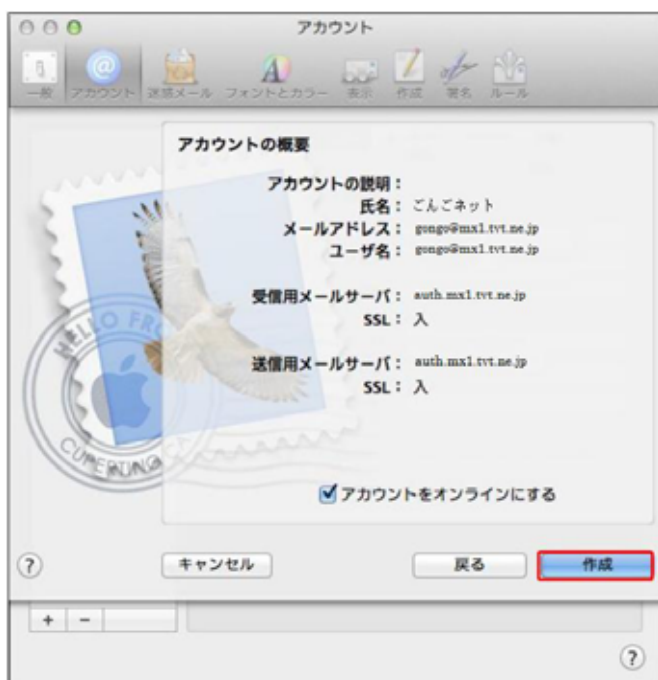 アカウント
一般 アカウント 迷惑メール フォントとカラー 表示 作成 署名 ルール
アカウントの概要
アカウントの説明：
氏名： ごんごネット
メールアドレス： gongo@mx1.tvt.ne.jp
ユーザ名： gongo@mx1.tvt.ne.jp
受信用メールサーバ： auth.mx1.tvt.ne.jp
SSL： 入
送信用メールサーバ： auth.mx1.tvt.ne.jp
SSL： 入
HELLO FRO
CUPERTINO
アカウントをオンラインにする
? キャンセル 戻る 作成
+ −
?